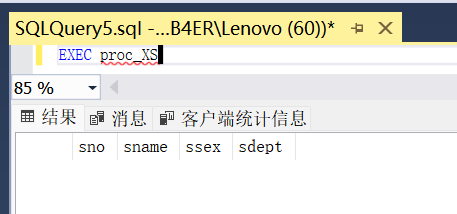 SQLQuery5.sql -...B4ER\Lenovo (60))*
EXEC proc_XS
85 %
结果 消息 客户端统计信息
sno sname ssex sdept